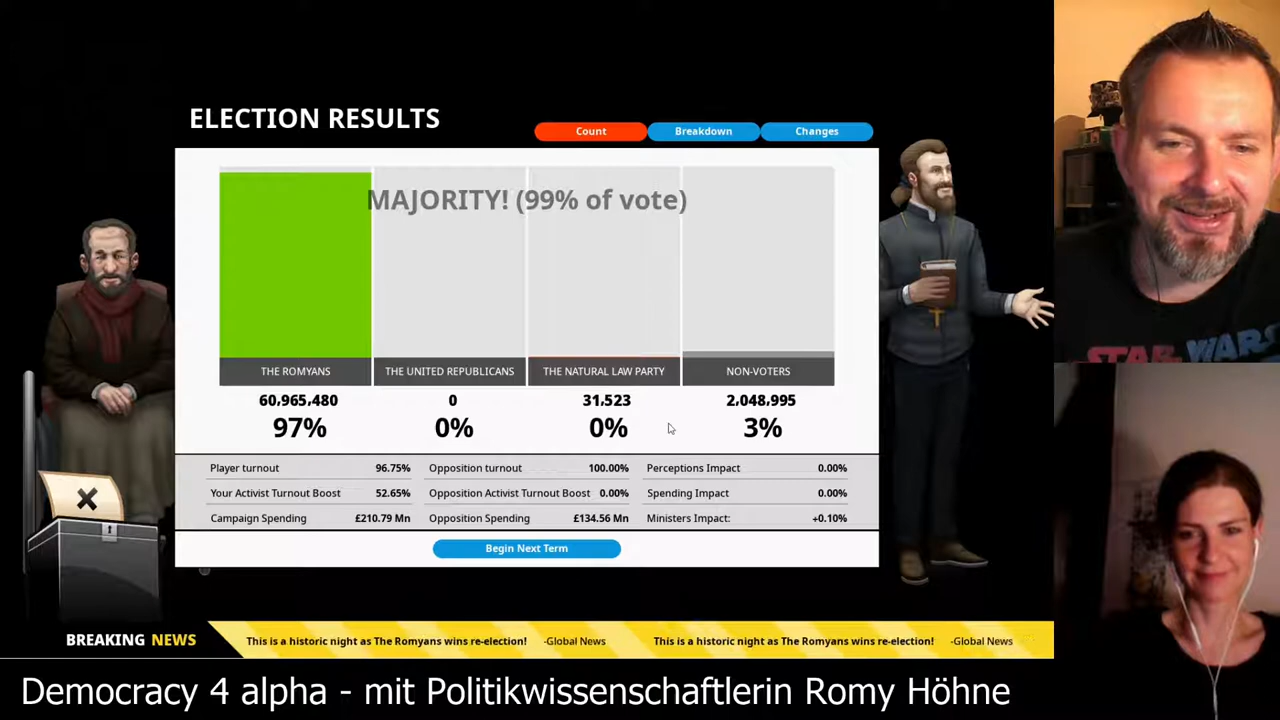 ELECTION RESULTS
Count
Breakdown
Changes
MAJORITY! (99% of vote)
THE ROMYANS
THE UNITED REPUBLICANS
THE NATURAL LAW PARTY
NON-VOTERS
60,965,480
0
31,523
2,048,995
97%
0%
0%
3%
Player turnout 96.75%
Opposition turnout 100.00%
Perceptions Impact 0.00%
Your Activist Turnout Boost 52.65%
Opposition Activist Turnout Boost 0.00%
Spending Impact 0.00%
Campaign Spending £210.79 Mn
Opposition Spending £134.56 Mn
Ministers Impact: +0.10%
Begin Next Term
STAR WARS
BREAKING NEWS
This is a historic night as The Romyans wins re-election! -Global News
This is a historic night as The Romyans wins re-election! -Global News
Democracy 4 alpha - mit Politikwissenschaftlerin Romy Höhne